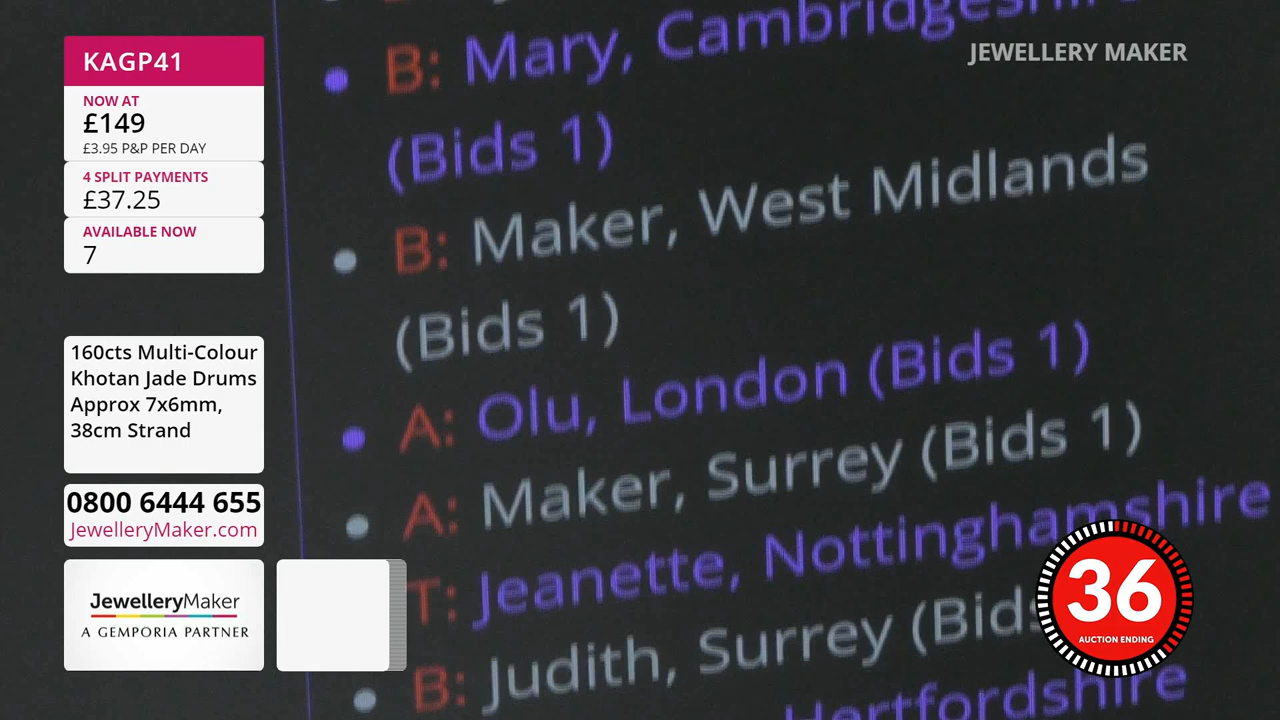 KAGP41
NOW AT
£149
£3.95 P&P PER DAY
4 SPLIT PAYMENTS
£37.25
AVAILABLE NOW
7
160cts Multi-Colour
Khotan Jade Drums
Approx 7x6mm,
38cm Strand
0800 6444 655
JewelleryMaker.com
JewelleryMaker
A GEMPORIA PARTNER
JEWELLERY MAKER
B: Mary, Cambridgeshire
(Bids 1)
B: Maker, West Midlands
(Bids 1)
A: Olu, London (Bids 1)
A: Maker, Surrey (Bids 1)
T: Jeanette, Nottinghamshire
B: Judith, Surrey (Bids
Hertfordshire
36
AUCTION ENDING